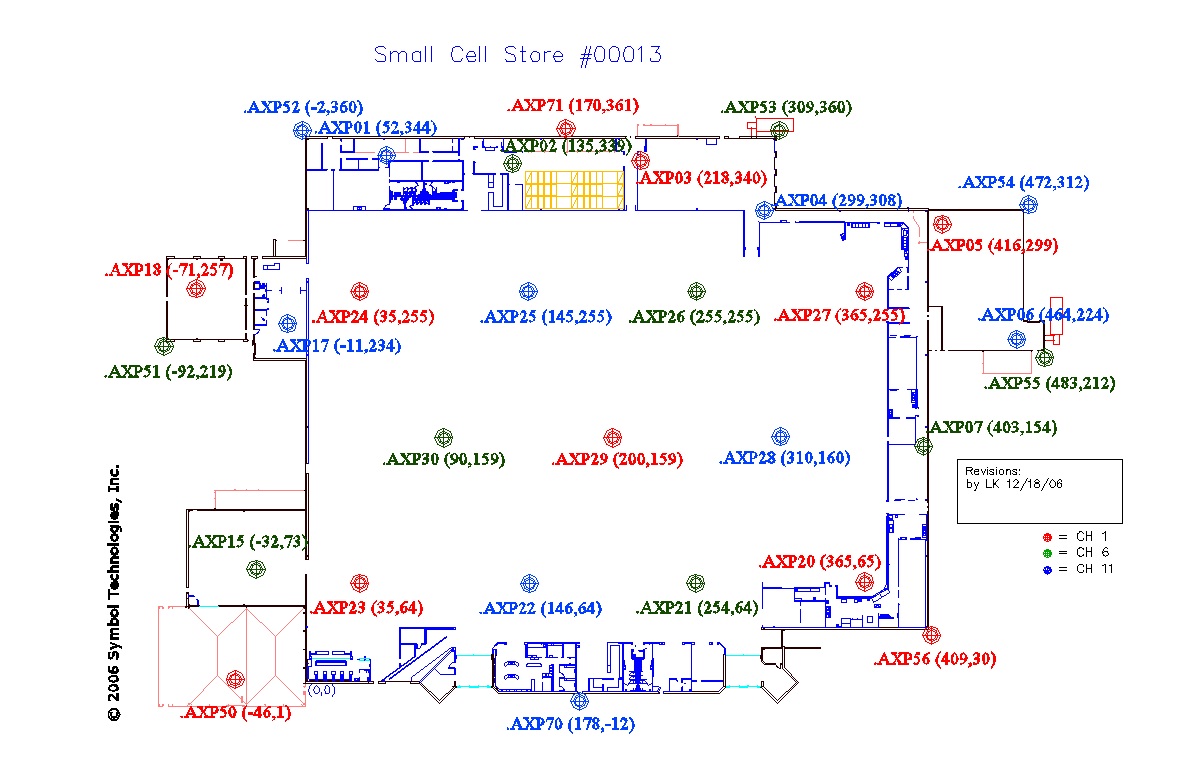 Small Cell Store #00013
.AXP52 (-2,360)
.AXP71 (170,361)
.AXP53 (309,360)
.AXP01 (52,344)
.AXP02 (135,339)
.AXP03 (218,340)
.AXP54 (472,312)
.AXP04 (299,308)
.AXP05 (416,299)
.AXP18 (-71,257)
.AXP24 (35,255)
.AXP25 (145,255)
.AXP26 (255,255)
.AXP27 (365,255)
.AXP06 (464,224)
.AXP17 (-11,234)
.AXP51 (-92,219)
.AXP55 (483,212)
.AXP07 (403,154)
.AXP30 (90,159)
.AXP29 (200,159)
.AXP28 (310,160)
Revisions:
by LK 12/18/06
= CH 1
= CH 6
= CH 11
.AXP15 (-32,73)
.AXP20 (365,65)
.AXP23 (35,64)
.AXP22 (146,64)
.AXP21 (254,64)
.AXP56 (409,30)
(0,0)
.AXP50 (-46,1)
.AXP70 (178,-12)
© 2006 Symbol Technologies, Inc.